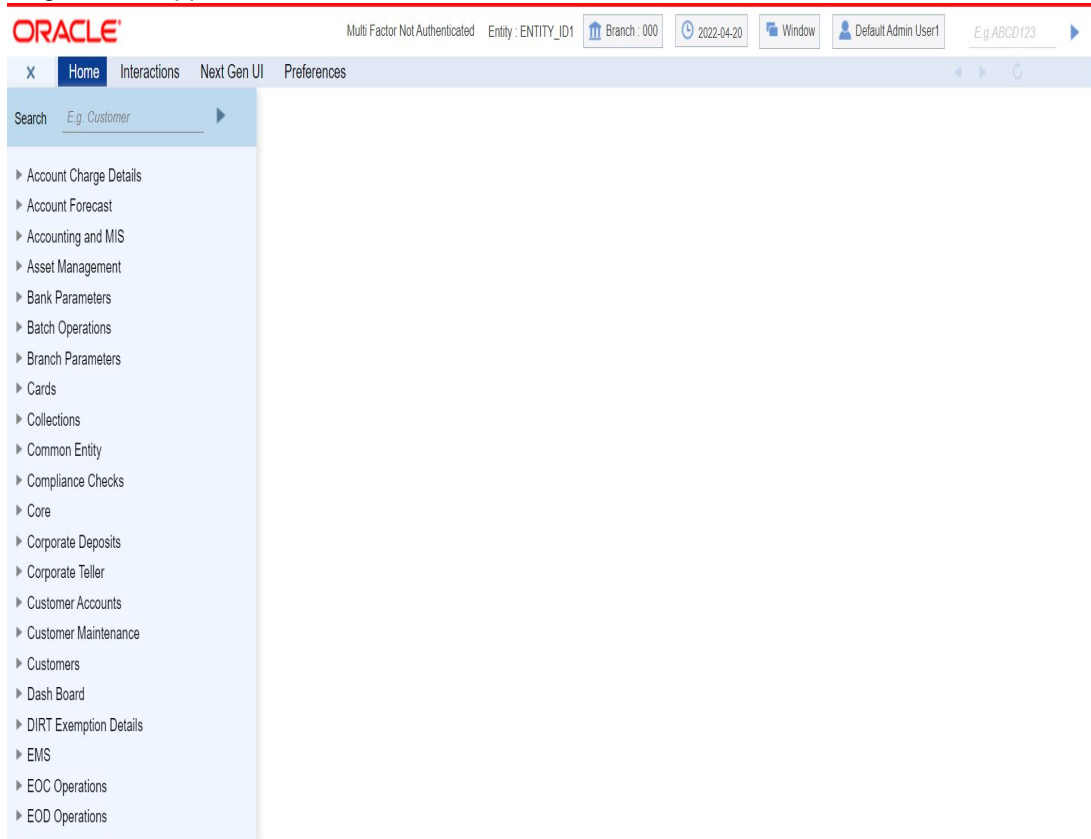 ORACLE
Multi Factor Not Authenticated Entity : ENTITY_ID1 Branch : 000 2022-04-20 Window Default Admin User1 E.g.ABCD123
X Home Interactions Next Gen UI Preferences
Search E.g. Customer
Account Charge Details
Account Forecast
Accounting and MIS
Asset Management
Bank Parameters
Batch Operations
Branch Parameters
Cards
Collections
Common Entity
Compliance Checks
Core
Corporate Deposits
Corporate Teller
Customer Accounts
Customer Maintenance
Customers
Dash Board
DIRT Exemption Details
EMS
EOC Operations
EOD Operations